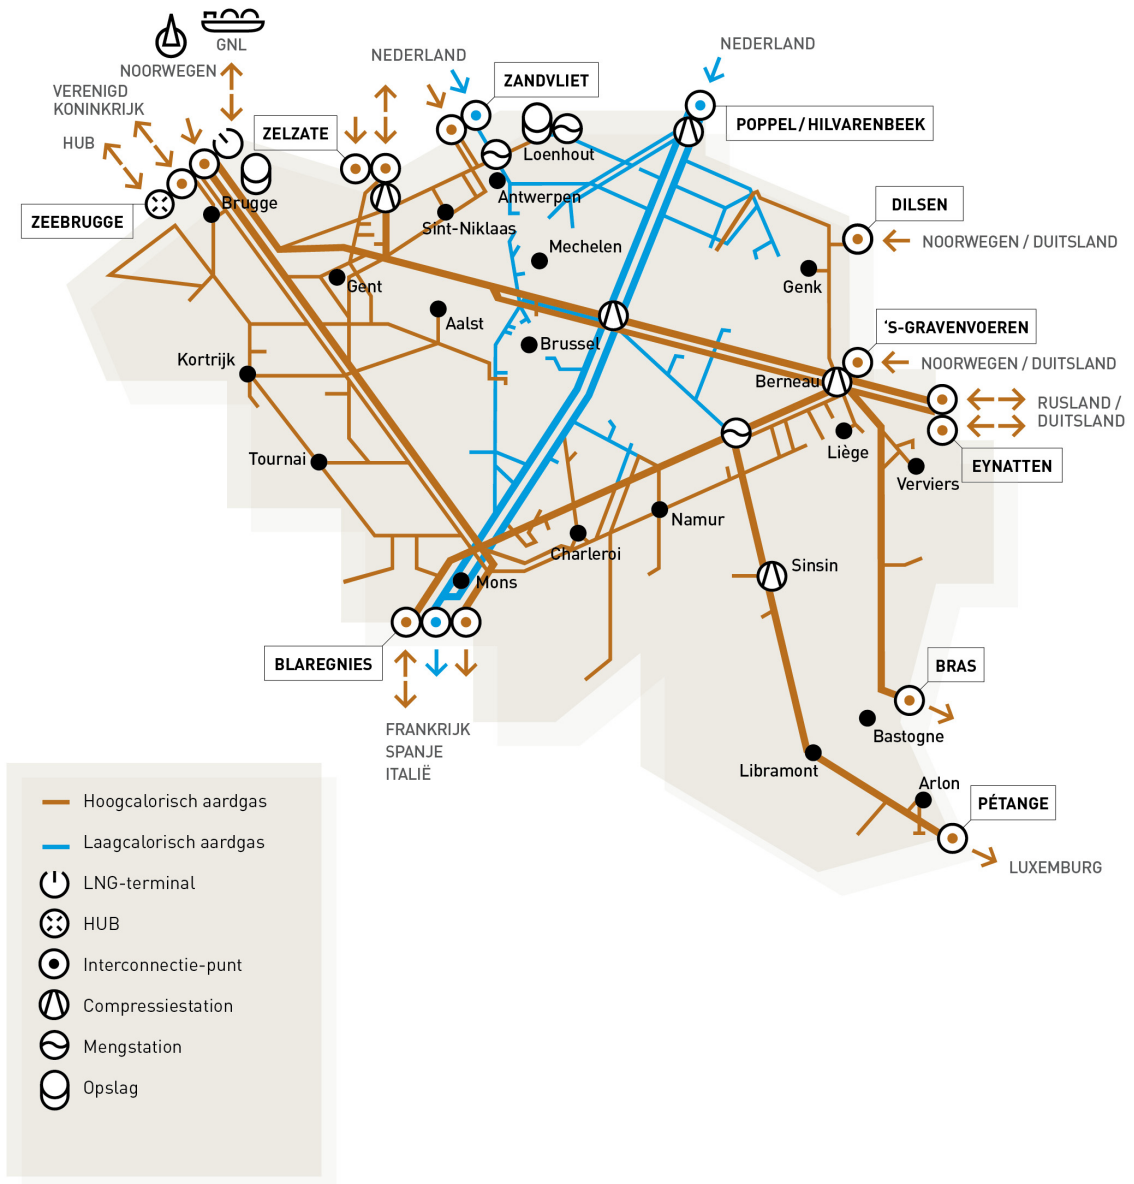 GNL
NOORWEGEN
VERENIGD
KONINKRIJK
HUB
NEDERLAND
NEDERLAND
ZANDVLIET
POPPEL/HILVARENBEEK
ZELZATE
Loenhout
Brugge
ZEEBRUGGE
Antwerpen
Sint-Niklaas
DILSEN
NOORWEGEN / DUITSLAND
Mechelen
Gent
Genk
Aalst
'S-GRAVENVOEREN
Kortrijk
Brussel
NOORWEGEN / DUITSLAND
Berneau
RUSLAND /
DUITSLAND
Liège
Tournai
EYNATTEN
Verviers
Namur
Charleroi
Sinsin
Mons
BLAREGNIES
BRAS
FRANKRIJK
SPANJE
ITALIË
Bastogne
Libramont
Arlon
PÉTANGE
LUXEMBURG
Hoogcalorisch aardgas
Laagcalorisch aardgas
LNG-terminal
HUB
Interconnectie-punt
Compressiestation
Mengstation
Opslag